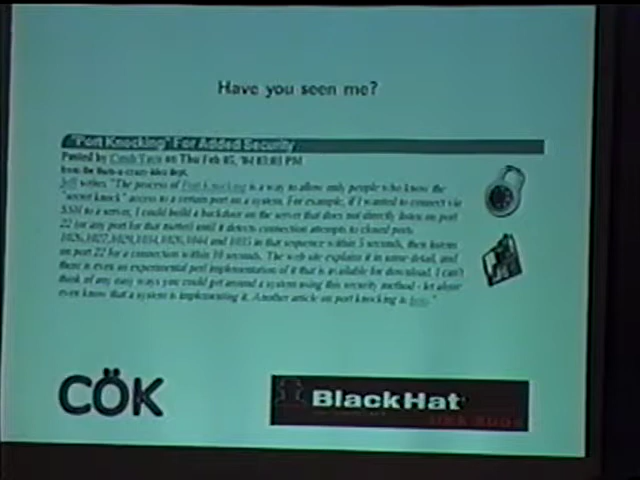 Have you seen me?
"Port Knocking" For Added Security
Posted by on Thu Feb 05, '04 03:03 PM
from the dept.
Jeff writes "The process of Port Knocking is a way to allow only people who know the
"secret knock" access to a certain port on a system. For example, if I wanted to connect via
SSH to a server, I could build a backdoor on the server that does not directly listen on port
22 (or any port for that matter) until it detects connection attempts to closed ports
1026,1027,1029,1034,1026,1044 and 1035 in that sequence within 5 seconds, then listens
on port 22 for a connection within 10 seconds. The web site explains it in some detail, and
there is even an experimental perl implementation of it that is available for download. I can't
think of any easy ways you could get around a system using this security method - let alone
even know that a system is implementing it. Another article on port knocking is here."
CÖK
BlackHat